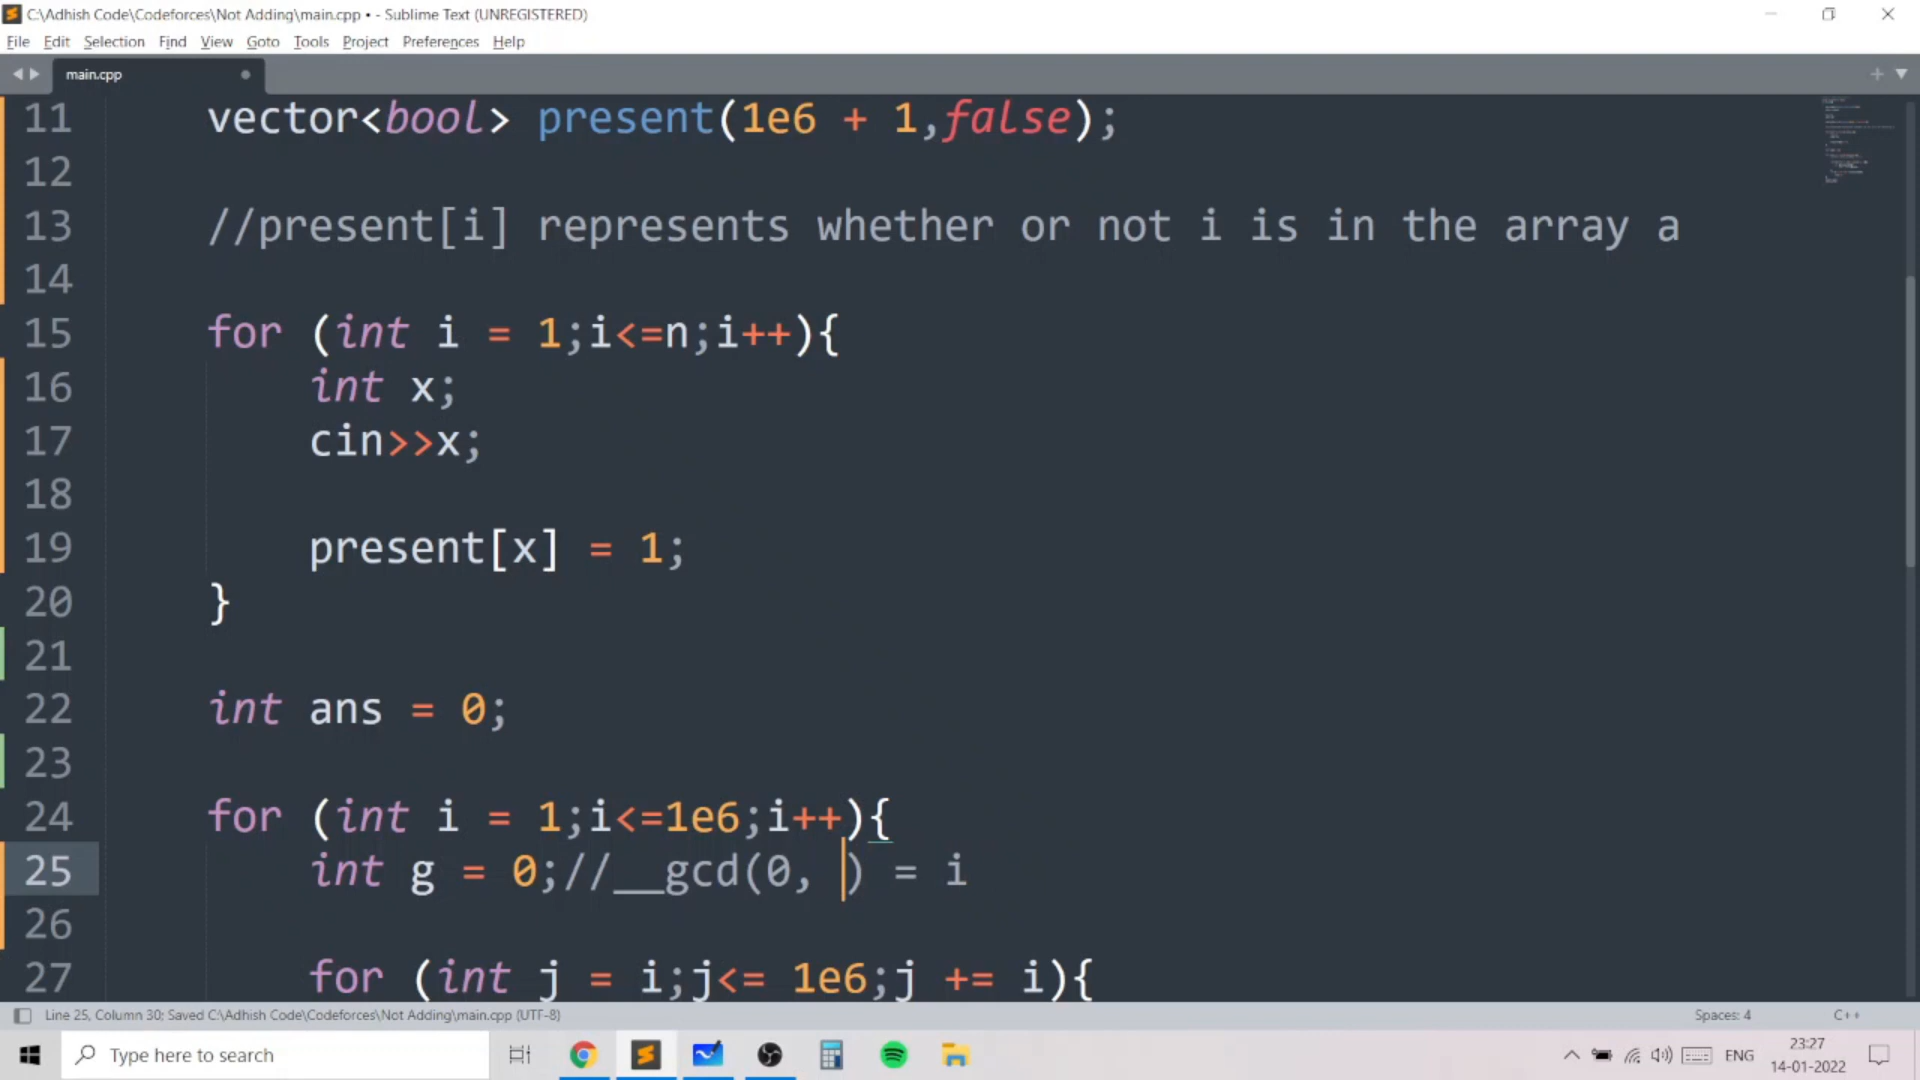 C:\Adhish Code\Codeforces\Not Adding\main.cpp • - Sublime Text (UNREGISTERED)
File Edit Selection Find View Goto Tools Project Preferences Help
main.cpp
11 vector<bool> present(1e6 + 1,false);
12
13 //present[i] represents whether or not i is in the array a
14
15 for (int i = 1;i<=n;i++){
16 int x;
17 cin>>x;
18
19 present[x] = 1;
20 }
21
22 int ans = 0;
23
24 for (int i = 1;i<=1e6;i++){
25 int g = 0;//__gcd(0, ) = i
26
27 for (int j = i;j<= 1e6;j += i){
Line 25, Column 30; Saved C:\Adhish Code\Codeforces\Not Adding\main.cpp (UTF-8) Spaces: 4 C++
Type here to search ENG 23:27
14-01-2022